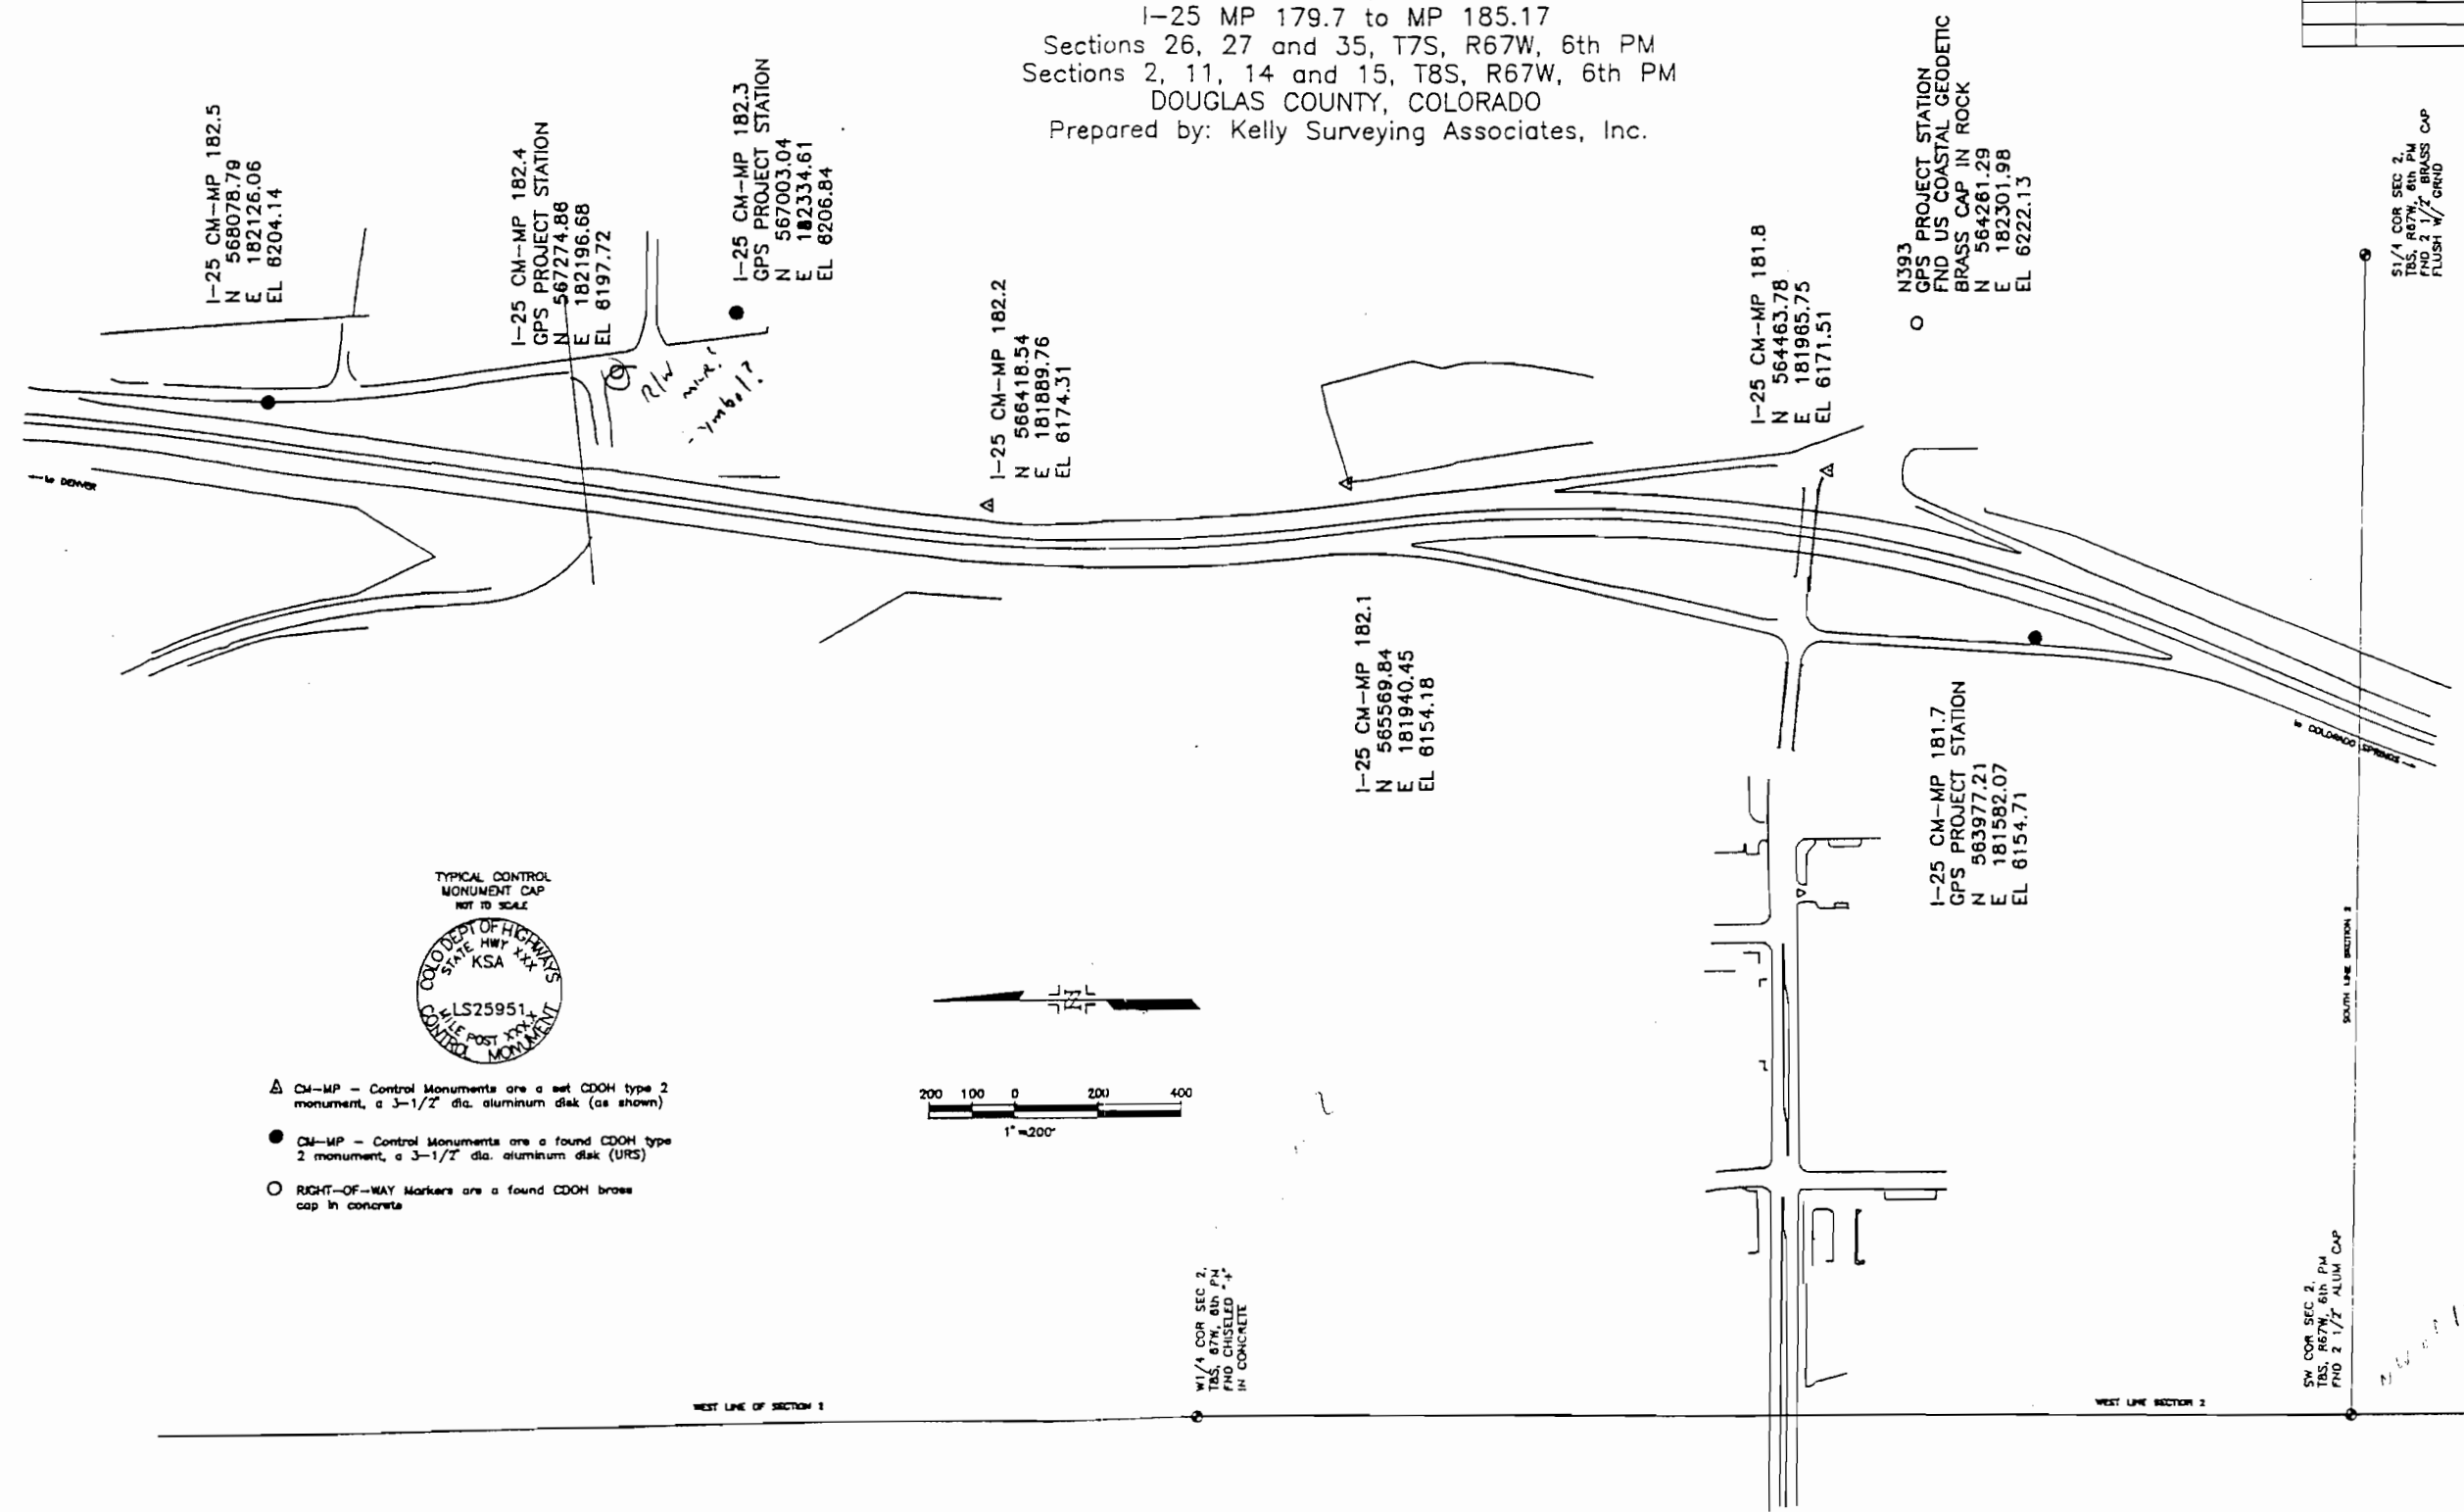 I-25 MP 179.7 to MP 185.17
Sections 26, 27 and 35, T7S, R67W, 6th PM
Sections 2, 11, 14 and 15, T8S, R67W, 6th PM
DOUGLAS COUNTY, COLORADO
Prepared by: Kelly Surveying Associates, Inc.
I-25 CM-MP 182.5
N 568078.79
E 182126.06
EL 6204.14
I-25 CM-MP 182.4
GPS PROJECT STATION
N 567274.86
E 182196.68
EL 6197.72
I-25 CM-MP 182.3
GPS PROJECT STATION
N 567003.04
E 182334.61
EL 6206.84
I-25 CM-MP 182.2
N 566418.54
E 181889.76
EL 6174.31
I-25 CM-MP 181.8
N 564463.78
E 181965.75
EL 6171.51
N393
GPS PROJECT STATION
FND US COASTAL GEODETIC
BRASS CAP IN ROCK
N 564261.29
E 182301.98
EL 6222.13
S1/4 COR SEC 2,
T8S, R67W, 6th PM
FND 2 1/2" BRASS CAP
FLUSH W/ GRND
R/W
symbol?
to DENVER
I-25 CM-MP 182.1
N 565569.84
E 181940.45
EL 6154.18
I-25 CM-MP 181.7
GPS PROJECT STATION
N 563977.21
E 181582.07
EL 6154.71
to COLORADO SPRINGS
TYPICAL CONTROL
MONUMENT CAP
NOT TO SCALE
COLO DEPT OF HIGHWAYS
STATE HWY XXX
KSA
LS25951
MILE POST XXX.X
CONTROL MONUMENT
CM-MP - Control Monuments are a set CDOH type 2
monument, a 3-1/2" dia. aluminum disk (as shown)
CM-MP - Control Monuments are a found CDOH type
2 monument, a 3-1/2" dia. aluminum disk (URS)
RIGHT-OF-WAY Markers are a found CDOH brass
cap in concrete
N
200 100 0 200 400
1"=200'
SOUTH LINE SECTION 2
W1/4 COR SEC 2,
T8S, 67W, 6th PM
FND CHISELED "+"
IN CONCRETE
SW COR SEC 2,
T8S, R67W, 6th PM
FND 2 1/2" ALUM CAP
WEST LINE OF SECTION 2
WEST LINE SECTION 2